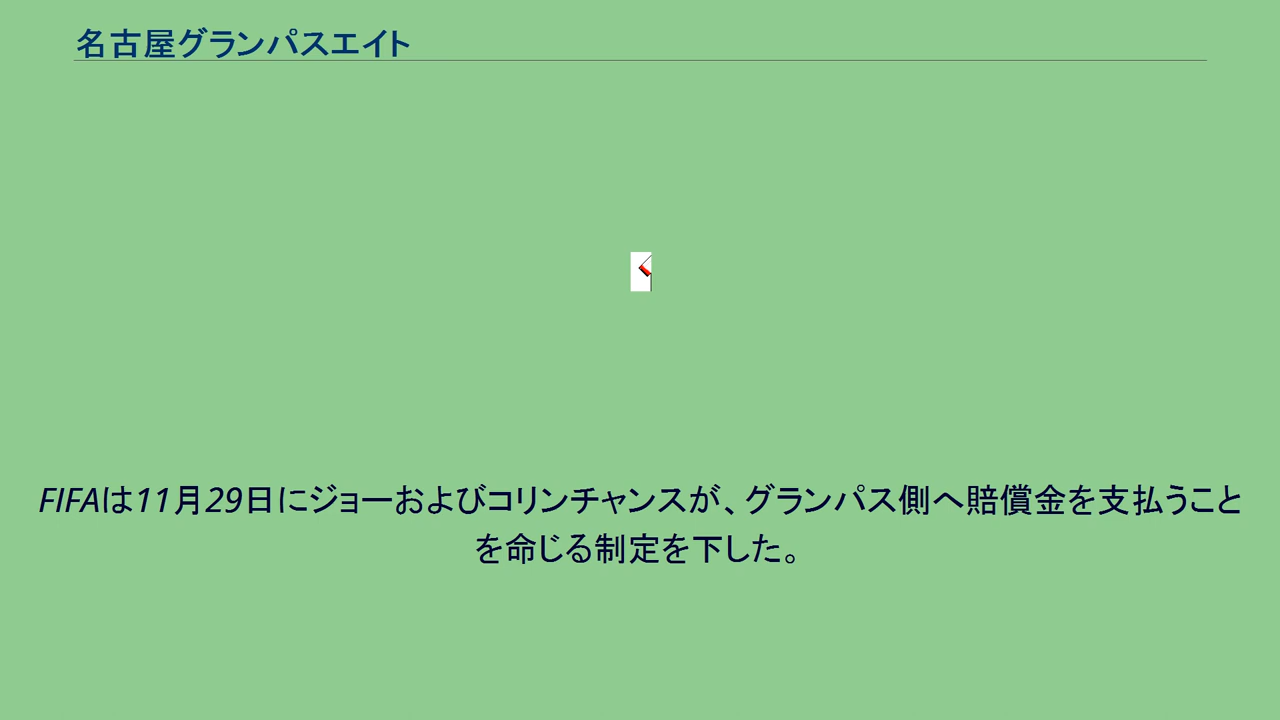 名古屋グランパスエイト
FIFAは11月29日にジョーおよびコリンチャンスが、グランパス側へ賠償金を支払うこと
を命じる制定を下した。